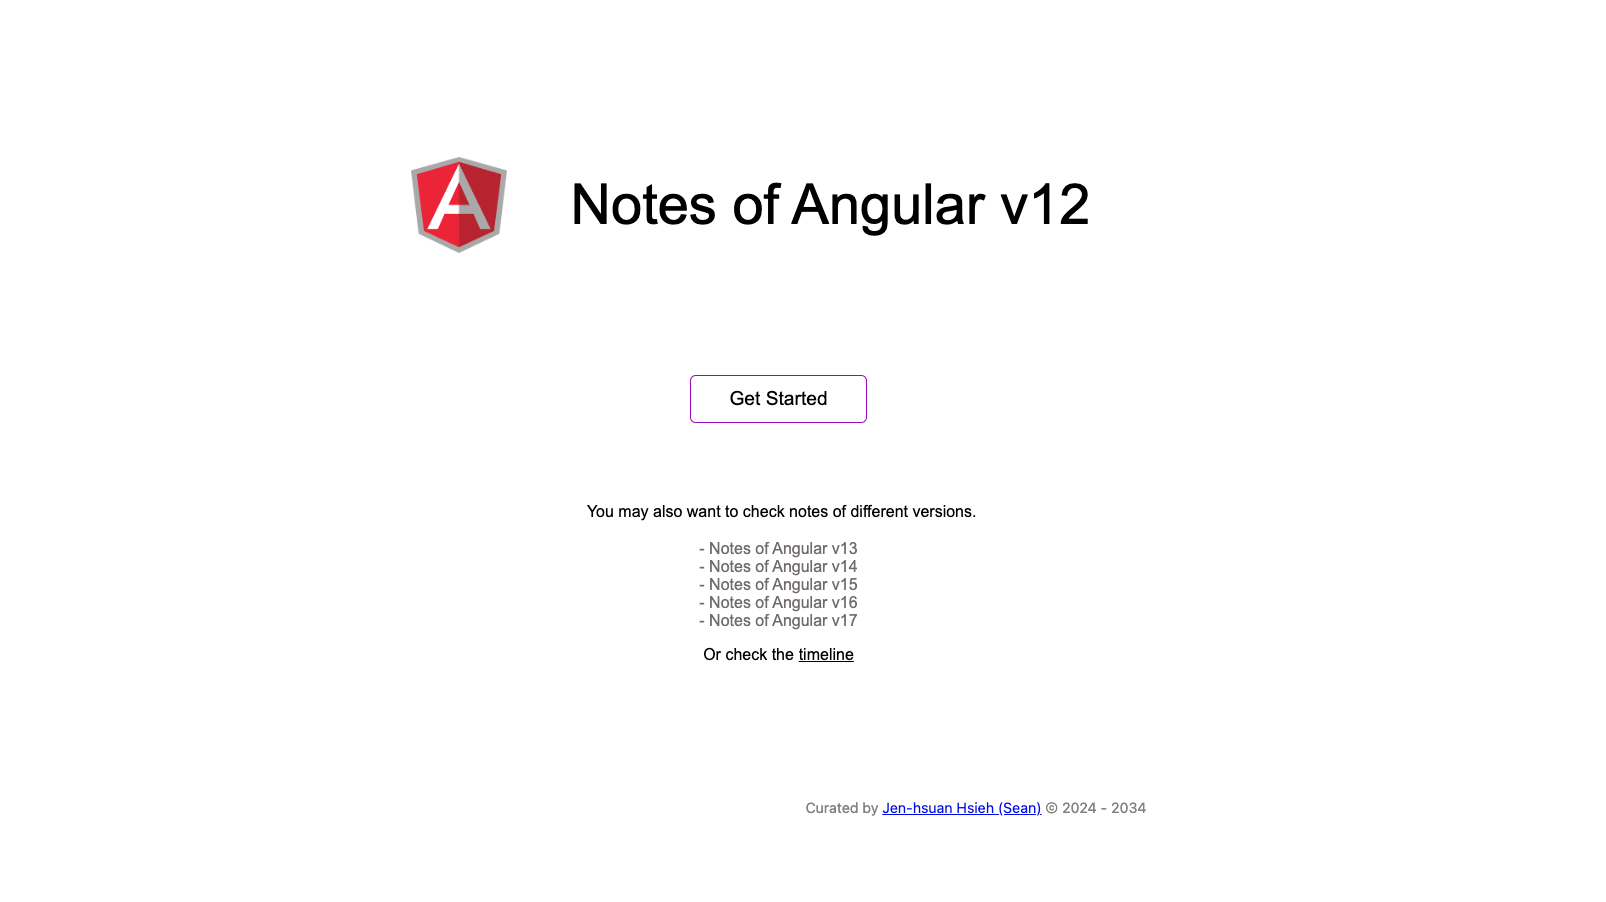 Notes of Angular v12
Get Started
You may also want to check notes of different versions.
- Notes of Angular v13
- Notes of Angular v14
- Notes of Angular v15
- Notes of Angular v16
- Notes of Angular v17
Or check the timeline
Curated by Jen-hsuan Hsieh (Sean) © 2024 - 2034